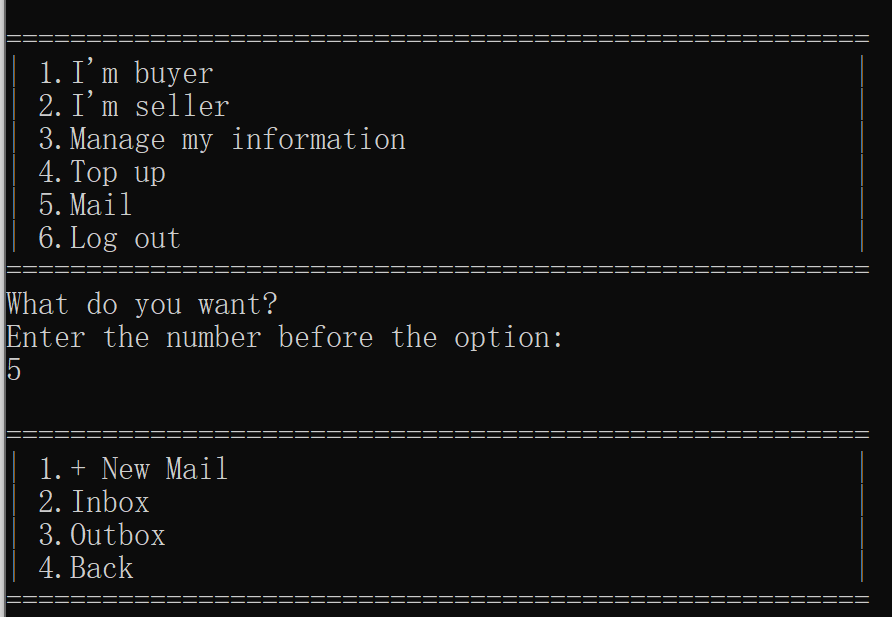 ======================================================
| 1.I'm buyer |
| 2.I'm seller |
| 3.Manage my information |
| 4.Top up |
| 5.Mail |
| 6.Log out |
======================================================
What do you want?
Enter the number before the option:
5
======================================================
| 1.+ New Mail |
| 2.Inbox |
| 3.Outbox |
| 4.Back |
======================================================